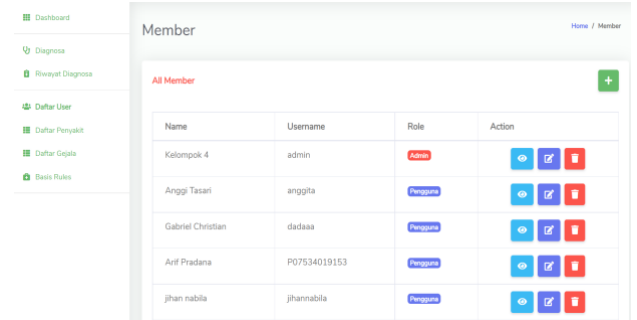 Dashboard
Diagnosa
Riwayat Diagnosa
Daftar User
Daftar Penyakit
Daftar Gejala
Basis Rules
Member
Home / Member
All Member
Name Username Role Action
Kelompok 4 admin Admin
Anggi Tasari anggita Pengguna
Gabriel Christian dadaaa Pengguna
Arif Pradana P07534019153 Pengguna
jihan nabila jihannabila Pengguna